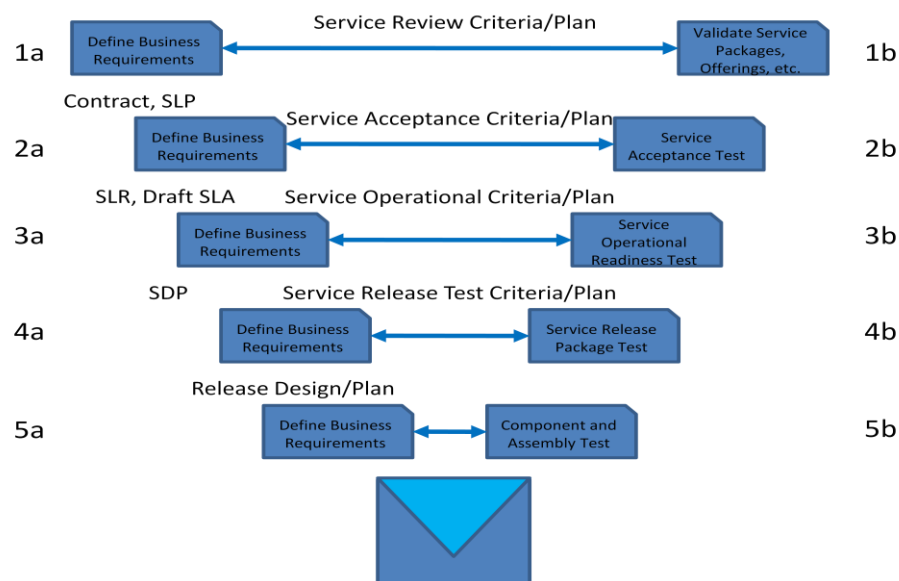 Service Review Criteria/Plan
1a
Define Business
Requirements
Validate Service
Packages,
Offerings, etc.
1b
Contract, SLP
Service Acceptance Criteria/Plan
2a
Define Business
Requirements
Service
Acceptance Test
2b
SLR, Draft SLA
Service Operational Criteria/Plan
3a
Define Business
Requirements
Service
Operational
Readiness Test
3b
SDP
Service Release Test Criteria/Plan
4a
Define Business
Requirements
Service Release
Package Test
4b
Release Design/Plan
5a
Define Business
Requirements
Component and
Assembly Test
5b